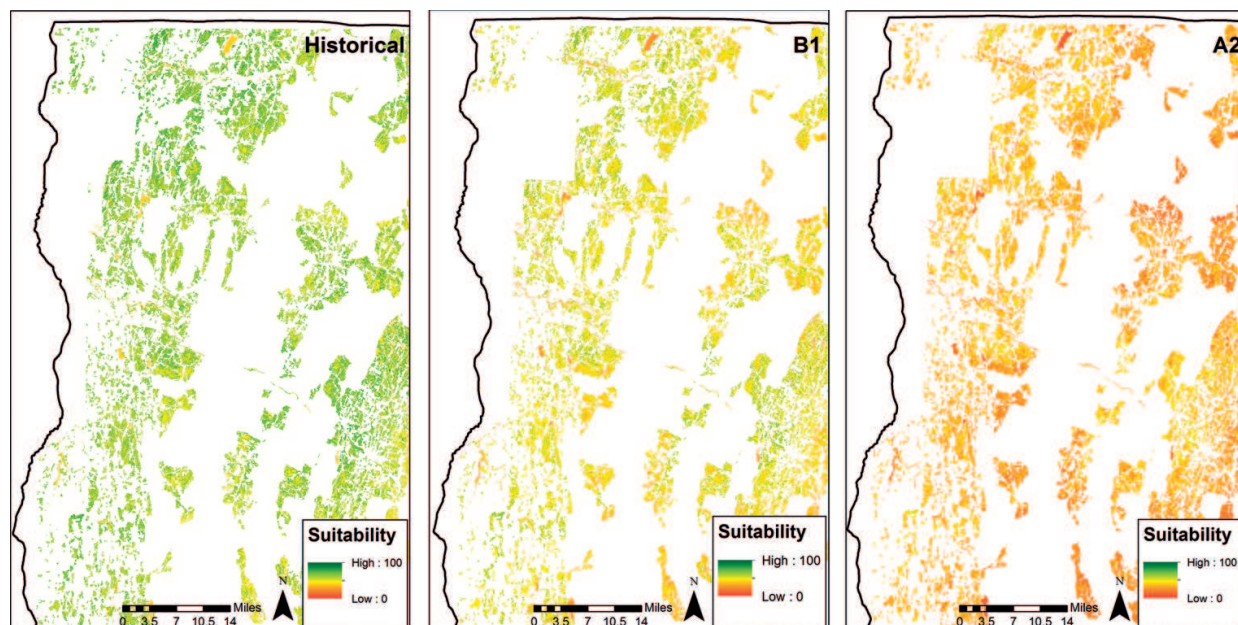 Historical
Suitability
High : 100
Low : 0
N
Miles
0 3.5 7 10.5 14
B1
Suitability
High : 100
Low : 0
N
Miles
0 3.5 7 10.5 14
A2
Suitability
High : 100
Low : 0
N
Miles
0 3.5 7 10.5 14